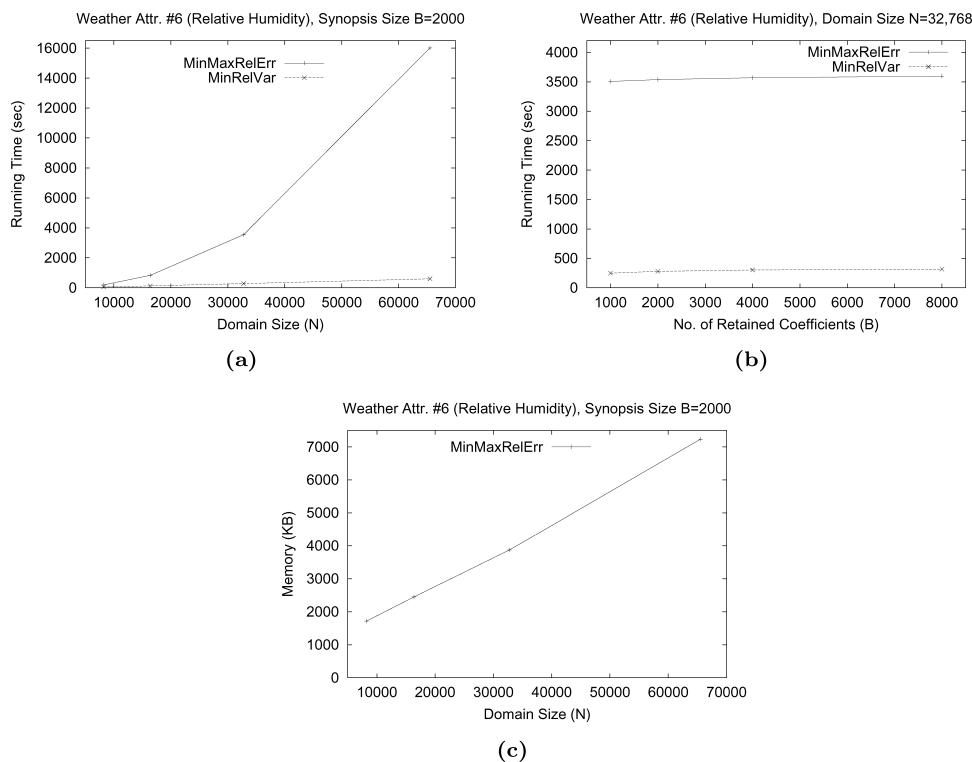 Weather Attr. #6 (Relative Humidity), Synopsis Size B=2000
16000
14000
12000
10000
8000
6000
4000
2000
0
Running Time (sec)
MinMaxRelErr
MinRelVar
10000 20000 30000 40000 50000 60000 70000
Domain Size (N)
(a)
Weather Attr. #6 (Relative Humidity), Domain Size N=32,768
4000
3500
3000
2500
2000
1500
1000
500
0
Running Time (sec)
MinMaxRelErr
MinRelVar
1000 2000 3000 4000 5000 6000 7000 8000
No. of Retained Coefficients (B)
(b)
Weather Attr. #6 (Relative Humidity), Synopsis Size B=2000
7000
6000
5000
4000
3000
2000
1000
0
Memory (KB)
MinMaxRelErr
10000 20000 30000 40000 50000 60000 70000
Domain Size (N)
(c)